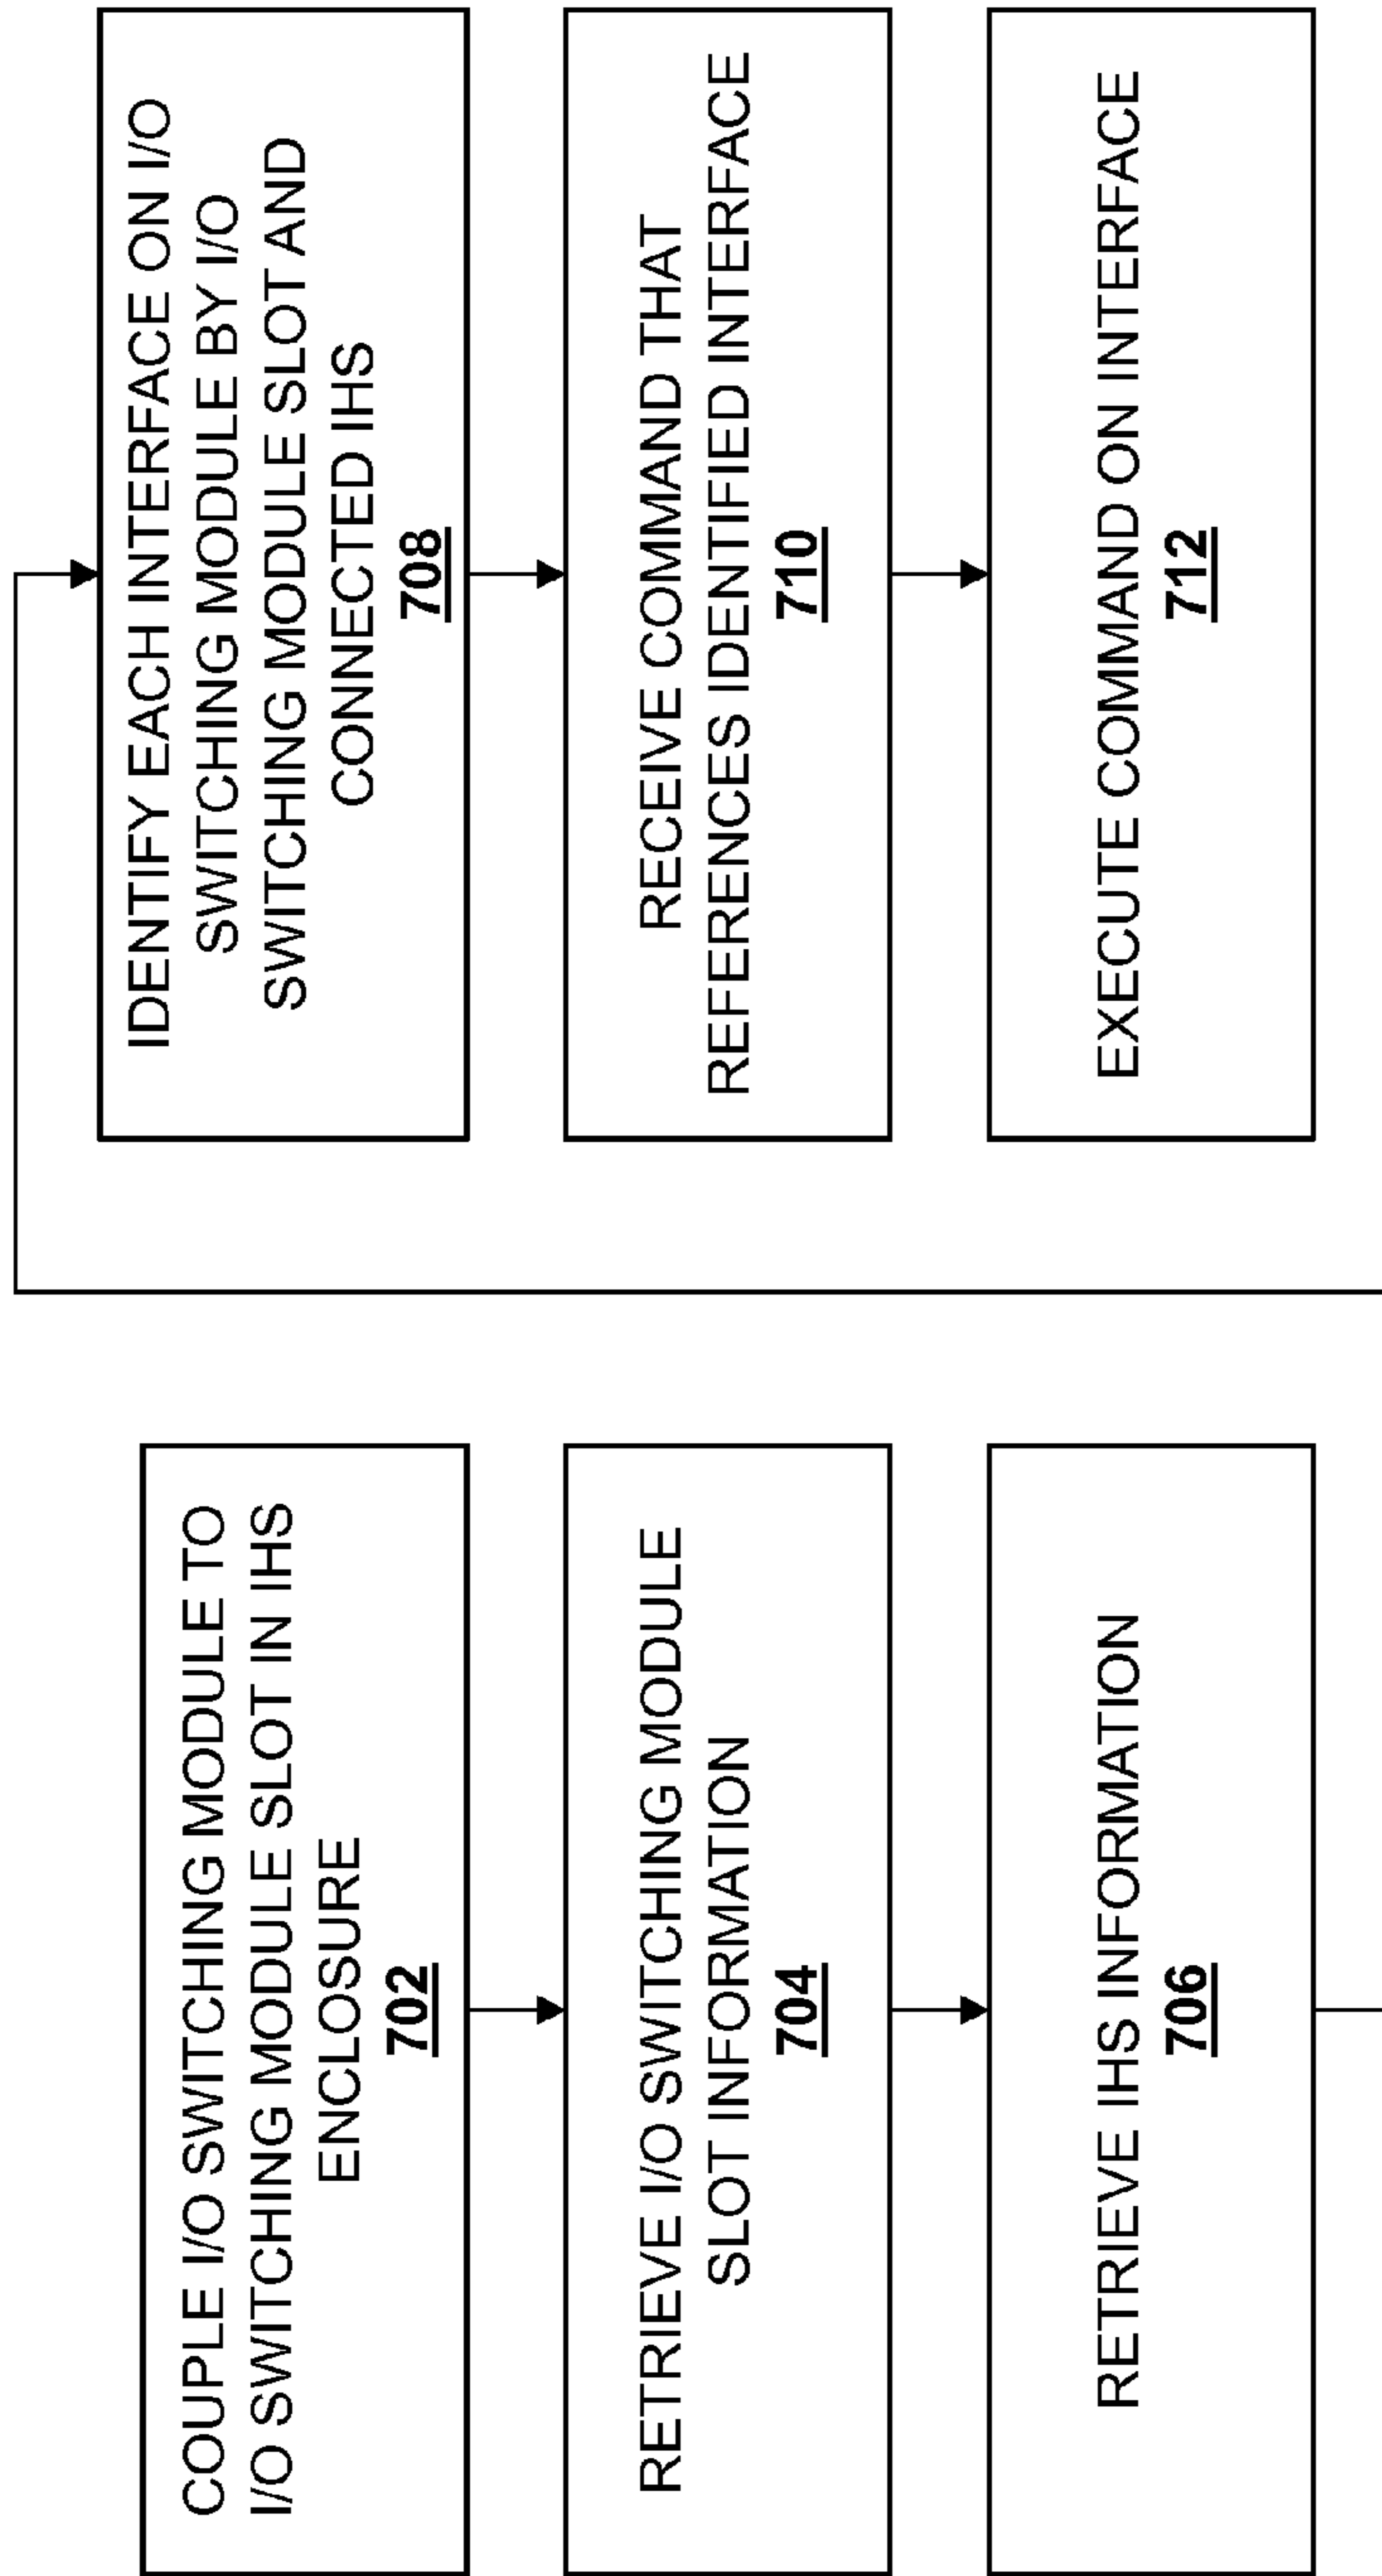 COUPLE I/O SWITCHING MODULE TO
I/O SWITCHING MODULE SLOT IN IHS
ENCLOSURE
702
RETRIEVE I/O SWITCHING MODULE
SLOT INFORMATION
704
RETRIEVE IHS INFORMATION
706
IDENTIFY EACH INTERFACE ON I/O
SWITCHING MODULE BY I/O
SWITCHING MODULE SLOT AND
CONNECTED IHS
708
RECEIVE COMMAND THAT
REFERENCES IDENTIFIED INTERFACE
710
EXECUTE COMMAND ON INTERFACE
712